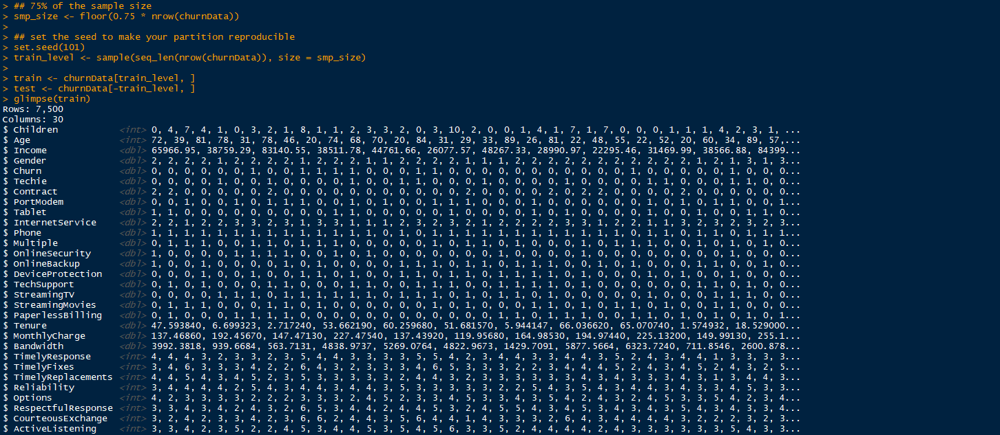 > ## 75% of the sample size
> smp_size <- floor(0.75 * nrow(churnData))
>
> ## set the seed to make your partition reproducible
> set.seed(101)
> train_level <- sample(seq_len(nrow(churnData)), size = smp_size)
>
> train <- churnData[train_level, ]
> test <- churnData[-train_level, ]
> glimpse(train)
Rows: 7,500
Columns: 30
$ Children <int> 0, 4, 7, 4, 1, 0, 3, 2, 1, 8, 1, 1, 2, 3, 3, 2, 0, 3, 10, 2, 0, 0, 1, 4, 1, 7, 1, 7, 0, 0, 0, 1, 1, 1, 4, 2, 3, 1, ...
$ Age <int> 72, 39, 81, 78, 31, 78, 46, 20, 74, 68, 70, 20, 84, 31, 29, 33, 89, 26, 81, 22, 48, 55, 22, 52, 20, 60, 34, 89, 57,...
$ Income <dbl> 65966.95, 38759.29, 83140.55, 38511.78, 44761.66, 26077.57, 48267.33, 28990.97, 22295.46, 31469.99, 38566.88, 84399...
$ Gender <dbl> 2, 2, 2, 2, 1, 2, 2, 2, 2, 1, 2, 2, 2, 1, 1, 2, 2, 2, 2, 1, 1, 1, 2, 2, 2, 2, 2, 2, 2, 2, 2, 2, 2, 1, 2, 1, 3, 1, 3...
$ Churn <dbl> 0, 0, 0, 0, 0, 0, 1, 0, 0, 1, 1, 1, 1, 0, 0, 0, 1, 1, 0, 0, 0, 0, 0, 0, 0, 0, 0, 0, 0, 1, 0, 0, 0, 0, 0, 1, 0, 0, 0...
$ Techie <dbl> 0, 0, 0, 0, 1, 0, 0, 1, 0, 0, 0, 0, 1, 0, 0, 1, 1, 0, 0, 0, 1, 0, 0, 0, 0, 1, 0, 0, 0, 0, 1, 1, 0, 0, 0, 1, 1, 0, 0...
$ Contract <dbl> 2, 2, 0, 0, 0, 0, 0, 2, 0, 0, 0, 0, 0, 0, 0, 0, 0, 0, 0, 2, 0, 0, 0, 0, 2, 0, 2, 2, 0, 0, 0, 0, 2, 0, 0, 0, 0, 0, 0...
$ PortModem <dbl> 0, 0, 1, 0, 0, 1, 0, 1, 1, 1, 0, 0, 1, 0, 1, 0, 0, 1, 1, 1, 0, 0, 1, 0, 0, 0, 0, 0, 0, 0, 1, 0, 1, 0, 1, 1, 0, 0, 1...
$ Tablet <dbl> 1, 1, 0, 0, 0, 0, 0, 0, 0, 0, 0, 1, 1, 0, 0, 0, 0, 0, 1, 0, 0, 0, 0, 1, 0, 1, 0, 0, 0, 0, 0, 1, 0, 0, 1, 0, 1, 1, 0...
$ InternetService <dbl> 2, 2, 1, 2, 2, 3, 3, 2, 3, 1, 3, 3, 1, 1, 1, 2, 3, 2, 3, 2, 1, 2, 2, 2, 2, 3, 3, 1, 2, 2, 1, 1, 3, 2, 3, 2, 3, 2, 3...
$ Phone <dbl> 1, 1, 1, 1, 1, 1, 1, 1, 1, 1, 1, 1, 1, 1, 0, 1, 0, 1, 1, 1, 1, 1, 1, 1, 1, 1, 1, 1, 1, 1, 1, 0, 1, 1, 0, 1, 1, 1, 1...
$ Multiple <dbl> 0, 1, 1, 1, 0, 0, 1, 1, 0, 1, 1, 1, 0, 0, 0, 0, 0, 1, 0, 1, 1, 0, 1, 1, 0, 0, 0, 1, 0, 1, 1, 1, 0, 0, 0, 1, 0, 1, 0...
$ OnlineSecurity <dbl> 1, 0, 0, 0, 0, 1, 1, 1, 1, 0, 1, 0, 0, 1, 0, 0, 0, 0, 0, 0, 0, 1, 0, 0, 0, 0, 1, 0, 0, 0, 0, 0, 0, 1, 0, 0, 0, 0, 0...
$ OnlineBackup <dbl> 1, 0, 0, 1, 0, 0, 0, 0, 1, 0, 1, 0, 0, 0, 0, 1, 1, 1, 0, 1, 1, 0, 1, 1, 1, 0, 0, 1, 0, 1, 0, 0, 0, 1, 1, 0, 0, 1, 0...
$ DeviceProtection <dbl> 0, 0, 0, 1, 0, 0, 1, 0, 0, 1, 1, 0, 1, 0, 1, 0, 0, 1, 1, 0, 1, 0, 1, 1, 1, 1, 0, 1, 0, 0, 0, 0, 0, 0, 0, 1, 0, 0, 0...
$ TechSupport <dbl> 0, 1, 0, 1, 0, 0, 0, 1, 1, 0, 0, 0, 1, 1, 0, 0, 1, 1, 1, 0, 0, 1, 1, 1, 0, 1, 0, 0, 0, 0, 0, 0, 0, 1, 1, 0, 1, 0, 0...
$ StreamingTV <dbl> 0, 0, 0, 0, 1, 1, 1, 0, 1, 1, 1, 0, 1, 1, 0, 0, 1, 1, 0, 0, 0, 1, 1, 0, 1, 1, 0, 1, 0, 0, 0, 1, 0, 0, 0, 1, 1, 0, 0...
$ StreamingMovies <dbl> 0, 1, 1, 1, 0, 0, 0, 1, 1, 0, 1, 0, 0, 0, 0, 0, 0, 1, 0, 1, 0, 0, 0, 1, 1, 0, 1, 0, 1, 1, 0, 1, 0, 0, 1, 0, 1, 0, 0...
$ PaperlessBilling <dbl> 0, 1, 0, 0, 0, 1, 1, 1, 1, 1, 0, 0, 1, 0, 0, 0, 0, 0, 0, 0, 0, 1, 1, 0, 1, 1, 1, 1, 0, 0, 1, 1, 0, 1, 0, 1, 0, 0, 1...
$ Tenure <dbl> 47.593840, 6.699323, 2.717240, 53.662190, 60.259680, 51.681570, 5.944147, 66.036620, 65.070740, 1.574932, 18.529000...
$ MonthlyCharge <dbl> 137.46860, 192.45670, 147.47130, 227.47540, 137.43920, 119.95680, 164.98530, 194.97440, 225.13200, 149.99130, 255.1...
$ Bandwidth <dbl> 3992.3818, 939.6684, 563.7131, 4838.9737, 5269.0764, 4822.9673, 1429.7091, 5877.5664, 6323.7240, 711.8546, 2600.878...
$ TimelyResponse <int> 4, 4, 4, 3, 2, 3, 3, 2, 3, 5, 4, 4, 3, 3, 3, 3, 5, 5, 4, 2, 3, 4, 4, 3, 3, 4, 4, 3, 5, 2, 4, 3, 4, 4, 1, 3, 3, 3, 3...
$ TimelyFixes <int> 3, 4, 6, 3, 3, 3, 4, 2, 2, 6, 4, 3, 2, 3, 3, 3, 4, 6, 5, 3, 3, 3, 2, 2, 3, 4, 4, 4, 5, 2, 4, 3, 4, 5, 2, 4, 3, 2, 5...
$ TimelyReplacements <int> 4, 4, 5, 4, 3, 4, 5, 2, 3, 5, 3, 3, 3, 3, 3, 2, 4, 4, 3, 2, 3, 3, 3, 3, 3, 3, 4, 3, 4, 3, 3, 3, 4, 3, 1, 3, 4, 4, 3...
$ Reliability <int> 3, 4, 4, 4, 4, 2, 5, 4, 3, 4, 4, 3, 4, 4, 3, 5, 3, 3, 3, 3, 3, 2, 2, 5, 4, 3, 5, 4, 3, 4, 4, 3, 3, 4, 4, 3, 5, 3, 3...
$ Options <int> 4, 2, 3, 3, 3, 3, 2, 2, 2, 3, 3, 3, 2, 4, 5, 2, 3, 3, 4, 5, 3, 3, 4, 3, 5, 4, 2, 4, 3, 2, 4, 5, 3, 3, 5, 4, 2, 3, 4...
$ RespectfulResponse <int> 3, 3, 4, 3, 4, 2, 4, 3, 2, 6, 5, 3, 4, 4, 2, 4, 4, 5, 3, 2, 4, 5, 5, 4, 3, 4, 5, 3, 4, 3, 4, 3, 5, 4, 3, 4, 3, 3, 4...
$ CourteousExchange <int> 3, 2, 4, 2, 3, 3, 4, 2, 3, 6, 6, 2, 4, 4, 3, 5, 6, 4, 4, 1, 4, 3, 3, 3, 2, 6, 4, 3, 4, 4, 4, 4, 3, 2, 2, 2, 3, 2, 3...
$ ActiveListening <int> 3, 3, 4, 2, 3, 5, 2, 2, 4, 5, 3, 4, 4, 5, 3, 5, 4, 5, 6, 3, 3, 5, 2, 4, 4, 4, 4, 2, 4, 3, 3, 3, 3, 3, 3, 5, 4, 3, 3...